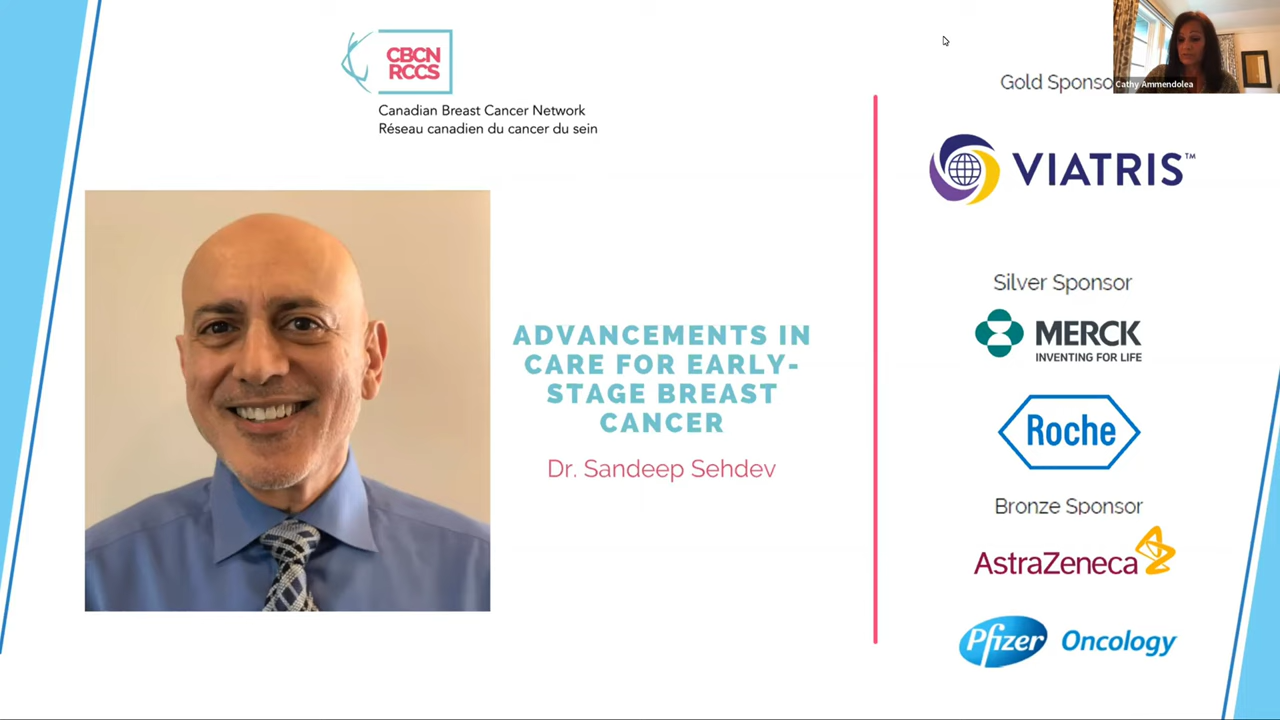 CBCN
RCCS
Canadian Breast Cancer Network
Réseau canadien du cancer du sein
ADVANCEMENTS IN
CARE FOR EARLY-
STAGE BREAST
CANCER
Dr. Sandeep Sehdev
Gold Sponso
Cathy Ammendolea
VIATRIS™
Silver Sponsor
MERCK
INVENTING FOR LIFE
Roche
Bronze Sponsor
AstraZeneca
Pfizer Oncology